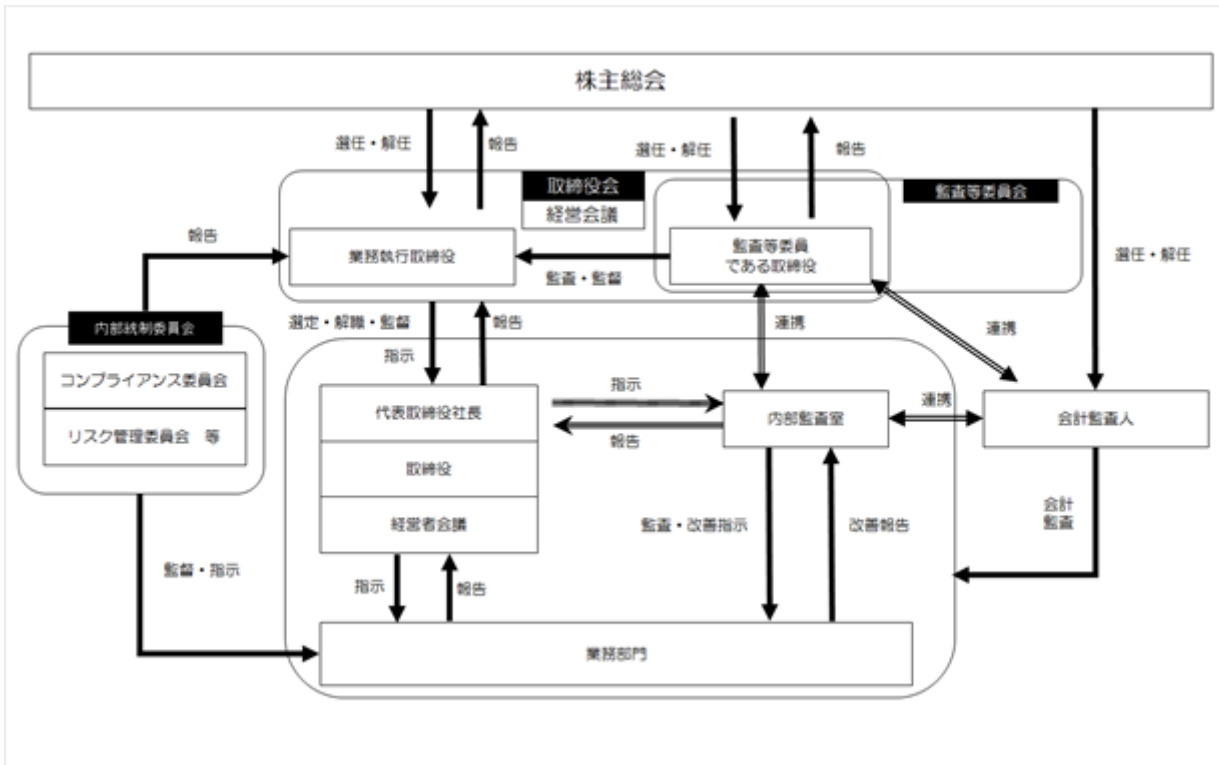 株主総会
選任・解任
報告
選任・解任
報告
取締役会
経営会議
監査等委員会
報告
業務執行取締役
監査等委員
である取締役
監査・監督
選任・解任
内部統制委員会
コンプライアンス委員会
リスク管理委員会 等
選定・解職・監督
指示
報告
連携
連携
代表取締役社長
取締役
経営者会議
指示
報告
内部監査室
連携
会計監査人
監督・指示
指示
報告
監査・改善指示
改善報告
会計
監査
業務部門